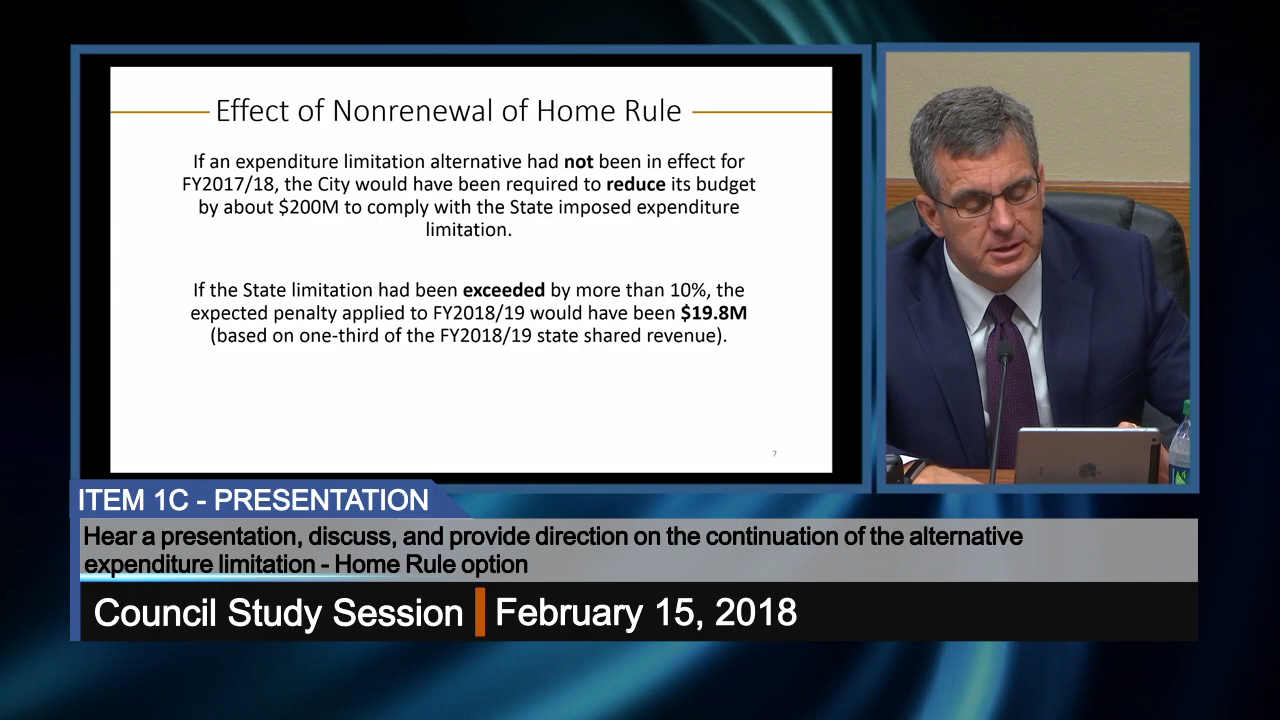 Effect of Nonrenewal of Home Rule
If an expenditure limitation alternative had not been in effect for
FY2017/18, the City would have been required to reduce its budget
by about $200M to comply with the State imposed expenditure
limitation.
If the State limitation had been exceeded by more than 10%, the
expected penalty applied to FY2018/19 would have been $19.8M
(based on one-third of the FY2018/19 state shared revenue).
7
ITEM 1C - PRESENTATION
Hear a presentation, discuss, and provide direction on the continuation of the alternative
expenditure limitation - Home Rule option
Council Study Session February 15, 2018